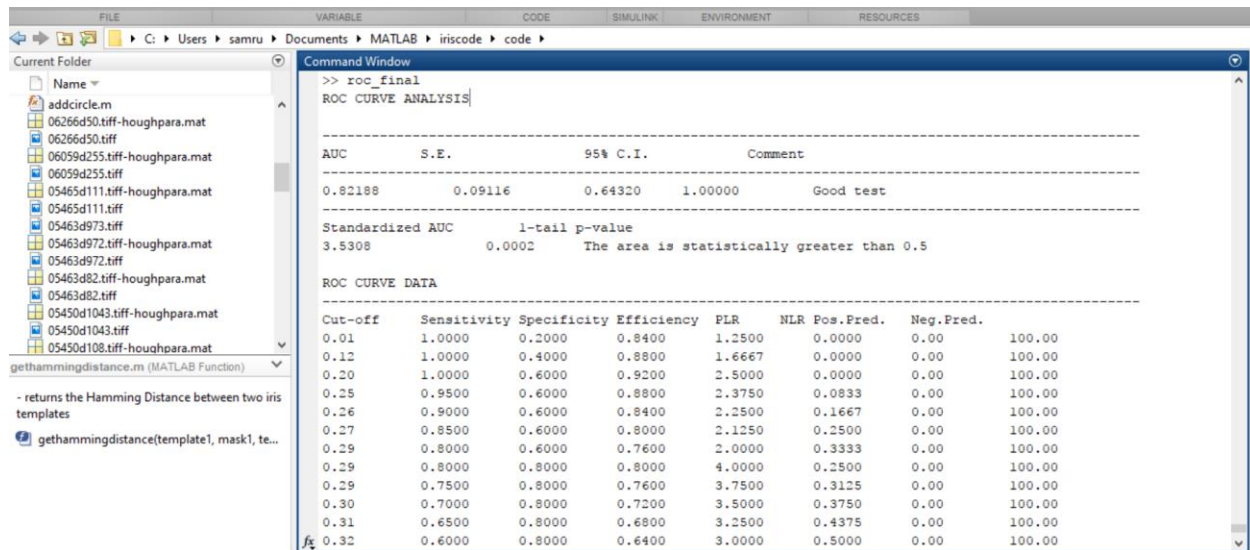 FILE VARIABLE CODE SIMULINK ENVIRONMENT RESOURCES
C: ▸ Users ▸ samru ▸ Documents ▸ MATLAB ▸ iriscode ▸ code ▸
Current Folder
Name
addcircle.m
06266d50.tiff-houghpara.mat
06266d50.tiff
06059d255.tiff-houghpara.mat
06059d255.tiff
05465d111.tiff-houghpara.mat
05465d111.tiff
05463d973.tiff
05463d972.tiff-houghpara.mat
05463d972.tiff
05463d82.tiff-houghpara.mat
05463d82.tiff
05450d1043.tiff-houghpara.mat
05450d1043.tiff
05450d108.tiff-houghpara.mat
gethammingdistance.m (MATLAB Function)
- returns the Hamming Distance between two iris
templates
gethammingdistance(template1, mask1, te...
Command Window
>> roc_final
ROC CURVE ANALYSIS
--------------------------------------------------------------------------------
AUC S.E. 95% C.I. Comment
--------------------------------------------------------------------------------
0.82188 0.09116 0.64320 1.00000 Good test
--------------------------------------------------------------------------------
Standardized AUC 1-tail p-value
3.5308 0.0002 The area is statistically greater than 0.5
ROC CURVE DATA
--------------------------------------------------------------------------------
Cut-off Sensitivity Specificity Efficiency PLR NLR Pos.Pred. Neg.Pred.
0.01 1.0000 0.2000 0.8400 1.2500 0.0000 0.00 100.00
0.12 1.0000 0.4000 0.8800 1.6667 0.0000 0.00 100.00
0.20 1.0000 0.6000 0.9200 2.5000 0.0000 0.00 100.00
0.25 0.9500 0.6000 0.8800 2.3750 0.0833 0.00 100.00
0.26 0.9000 0.6000 0.8400 2.2500 0.1667 0.00 100.00
0.27 0.8500 0.6000 0.8000 2.1250 0.2500 0.00 100.00
0.29 0.8000 0.6000 0.7600 2.0000 0.3333 0.00 100.00
0.29 0.8000 0.8000 0.8000 4.0000 0.2500 0.00 100.00
0.29 0.7500 0.8000 0.7600 3.7500 0.3125 0.00 100.00
0.30 0.7000 0.8000 0.7200 3.5000 0.3750 0.00 100.00
0.31 0.6500 0.8000 0.6800 3.2500 0.4375 0.00 100.00
fx 0.32 0.6000 0.8000 0.6400 3.0000 0.5000 0.00 100.00